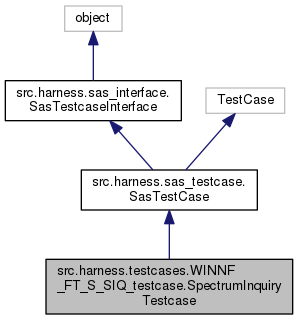 object
src.harness.sas_interface.
SasTestcaseInterface
TestCase
src.harness.sas_testcase.
SasTestCase
src.harness.testcases.WINNF
_FT_S_SIQ_testcase.SpectrumInquiry
Testcase